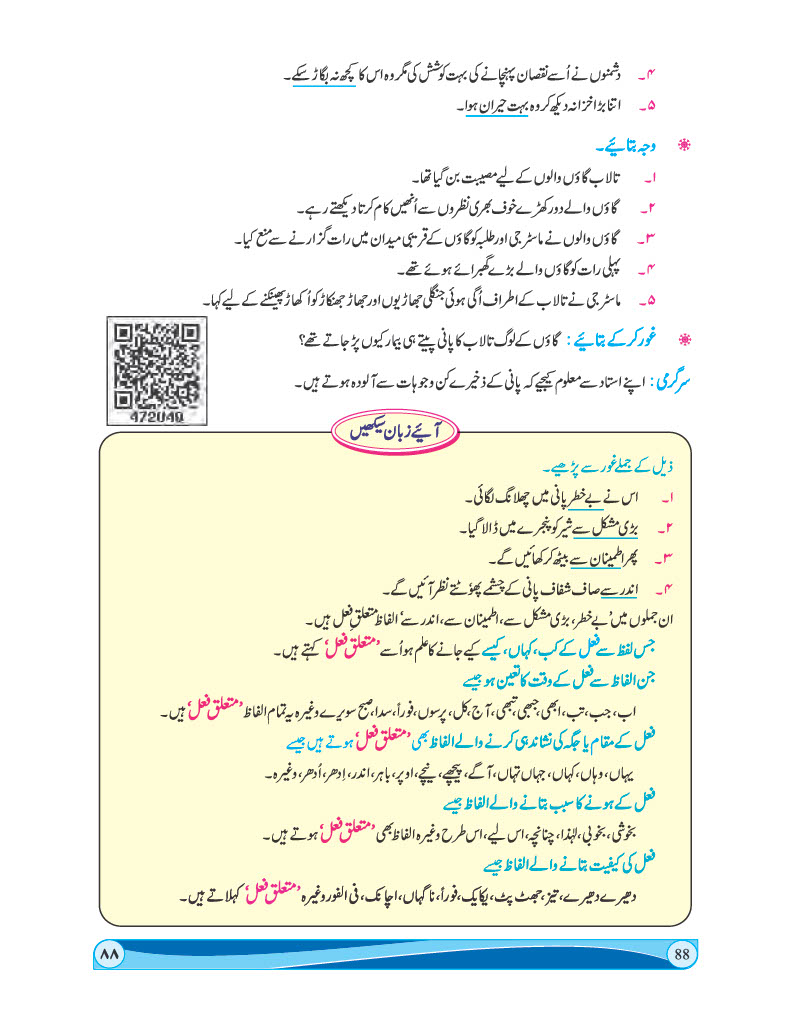 ۴۔ دشمنوں نے اُسے نقصان پہنچانے کی بہت کوشش کی مگر وہ اس کا کچھ نہ بگاڑ سکے۔
۵۔ اتنا بڑا خزانہ دیکھ کر وہ بہت حیران ہوا۔
وجہ بتائیے۔
۱۔ تالاب گاؤں والوں کے لیے مصیبت بن گیا تھا۔
۲۔ گاؤں والے دور کھڑے خوف بھری نظروں سے اُنھیں کام کرتا دیکھتے رہے۔
۳۔ گاؤں والوں نے ماسٹر جی اور طلبہ کو گاؤں کے قریبی میدان میں رات گزارنے سے منع کیا۔
۴۔ پہلی رات کو گاؤں والے بڑے گھبرائے ہوئے تھے۔
۵۔ ماسٹر جی نے تالاب کے اطراف اُگی ہوئی جنگلی جھاڑیوں اور جھاڑ جھنکاڑ کو اُکھاڑ پھینکنے کے لیے کہا۔
غور کر کے بتائیے : گاؤں کے لوگ تالاب کا پانی پیتے ہی بیمار کیوں پڑ جاتے تھے؟
سرگرمی : اپنے استاد سے معلوم کیجیے کہ پانی کے ذخیرے کن وجوہات سے آلودہ ہوتے ہیں۔
472U4Q
آئیے زبان سیکھیں
ذیل کے جملے غور سے پڑھیے۔
۱۔ اس نے بے خطر پانی میں چھلانگ لگائی۔
۲۔ بڑی مشکل سے شیر کو پنجرے میں ڈالا گیا۔
۳۔ پھر اطمینان سے بیٹھ کر کھائیں گے۔
۴۔ اندر سے صاف شفاف پانی کے چشمے پھوٹتے نظر آئیں گے۔
ان جملوں میں ’بے خطر، بڑی مشکل سے، اطمینان سے، اندر سے‘ الفاظ متعلق فعل ہیں۔
جس لفظ سے فعل کے کب، کہاں، کیسے کیے جانے کا علم ہو اُسے ’متعلق فعل‘ کہتے ہیں۔
جن الفاظ سے فعل کے وقت کا تعین ہو جیسے
اب، جب، تب، ابھی، جبھی، تبھی، آج، کل، پرسوں، فوراً، سدا، صبح سویرے وغیرہ یہ تمام الفاظ ’متعلق فعل‘ ہیں۔
فعل کے مقام یا جگہ کی نشاندہی کرنے والے الفاظ بھی ’متعلق فعل‘ ہوتے ہیں جیسے
یہاں، وہاں، کہاں، جہاں تہاں، آگے، پیچھے، نیچے، اوپر، باہر، اندر، اِدھر، اُدھر، وغیرہ۔
فعل کے ہونے کا سبب بتانے والے الفاظ جیسے
بخوشی، بخوبی، لہٰذا، چنانچہ، اس لیے، اس طرح وغیرہ الفاظ بھی ’متعلق فعل‘ ہوتے ہیں۔
فعل کی کیفیت بتانے والے الفاظ جیسے
دھیرے دھیرے، تیز، جھٹ پٹ، یکایک، فوراً، ناگہاں، اچانک، فی الفور وغیرہ ’متعلق فعل‘ کہلاتے ہیں۔
88
۸۸